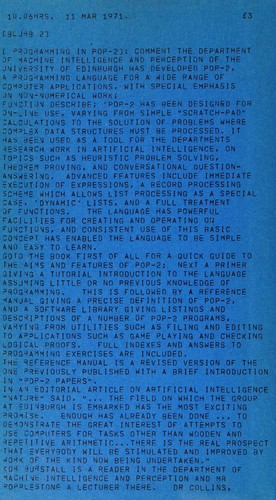 10.06HRS. 11 MAR 1971. £3
[BLURB 2]
[ PROGRAMMING IN POP-2]; COMMENT THE DEPARTMENT
OF MACHINE INTELLIGENCE AND PERCEPTION OF THE
UNIVERSITY OF EDINBURGH HAS DEVELOPED POP-2,
A PROGRAMMING LANGUAGE FOR A WIDE RANGE OF
COMPUTER APPLICATIONS, WITH SPECIAL EMPHASIS
ON NON-NUMERICAL WORK;
FUNCTION DESCRIBE; 'POP-2 HAS BEEN DESIGNED FOR
ON-LINE USE, VARYING FROM SIMPLE "SCRATCH-PAD"
CALCULATIONS TO THE SOLUTION OF PROBLEMS WHERE
COMPLEX DATA STRUCTURES MUST BE PROCESSED. IT
HAS BEEN USED AS A TOOL FOR THE DEPARTMENTS
RESEARCH WORK IN ARTIFICIAL INTELLIGENCE, ON
TOPICS SUCH AS HEURISTIC PROBLEM SOLVING,
THEOREM PROVING, AND CONVERSATIONAL QUESTION-
ANSWERING. ADVANCED FEATURES INCLUDE IMMEDIATE
EXECUTION OF EXPRESSIONS, A RECORD PROCESSING
SCHEME WHICH ALLOWS LIST PROCESSING AS A SPECIAL
CASE, 'DYNAMIC' LISTS, AND A FULL TREATMENT
OF FUNCTIONS. THE LANGUAGE HAS POWERFUL
FACILITIES FOR CREATING AND OPERATING ON
FUNCTIONS, AND CONSISTENT USE OF THIS BASIC
CONCEPT HAS ENABLED THE LANGUAGE TO BE SIMPLE
AND EASY TO LEARN.
GOTO THE BOOK FIRST OF ALL FOR A QUICK GUIDE TO
THE AIMS AND FEATURES OF POP-2; NEXT A PRIMER
GIVING A TUTORIAL INTRODUCTION TO THE LANGUAGE
ASSUMING LITTLE OR NO PREVIOUS KNOWLEDGE OF
PROGRAMMING. THIS IS FOLLOWED BY A REFERENCE
MANUAL GIVING A PRECISE DEFINITION OF POP-2,
AND A SOFTWARE LIBRARY GIVING LISTINGS AND
DESCRIPTIONS OF A NUMBER OF POP-2 PROGRAMS,
VARYING FROM UTILITIES SUCH AS FILING AND EDITING
TO APPLICATIONS SUCH AS GAME PLAYING AND CHECKING
LOGICAL PROOFS. FULL INDEXES AND ANSWERS TO
PROGRAMMING EXERCISES ARE INCLUDED.
THE REFERENCE MANUAL IS A REVISED VERSION OF THE
ONE PREVIOUSLY PUBLISHED WITH A BRIEF INTRODUCTION
IN "POP-2 PAPERS".
IN AN EDITORIAL ARTICLE ON ARTIFICIAL INTELLIGENCE
"NATURE" SAID, "... THE FIELD ON WHICH THE GROUP
AT EDINBURGH IS EMBARKED HAS THE MOST EXCITING
PROMISE. ENOUGH HAS ALREADY BEEN DONE ... TO
DEMONSTRATE THE GREAT INTEREST OF ATTEMPTS TO
USE COMPUTERS FOR TASKS OTHER THAN WOODEN AND
REPETITIVE ARITHMETIC...THERE IS THE REAL PROSPECT
THAT EVERYBODY WILL BE STIMULATED AND IMPROVED BY
WORK OF THE KIND NOW BEING UNDERTAKEN."
DR BURSTALL IS A READER IN THE DEPARTMENT OF
MACHINE INTELLIGENCE AND PERCEPTION AND MR
POPPLESTONE A LECTURER THERE. DR COLLINS,